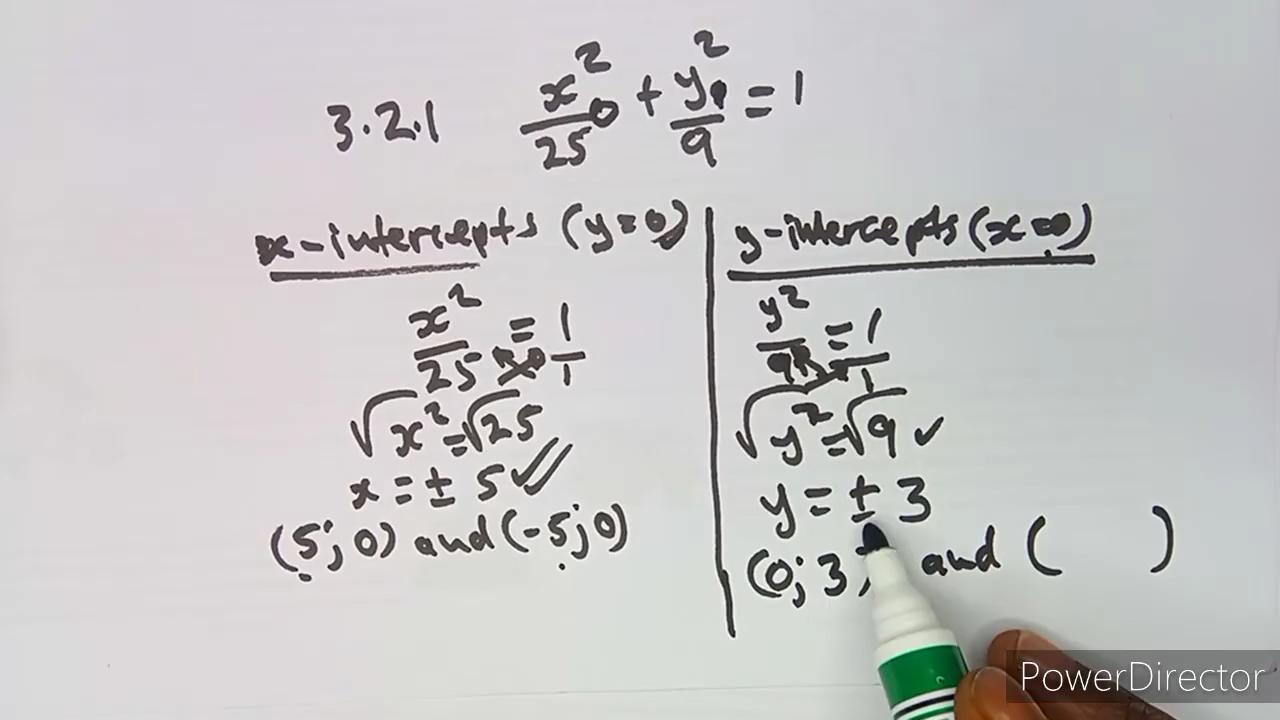 3.2.1 x²/25 + y²/9 = 1
x-intercepts (y=0)
x²/25 = 1/1
√x² = √25
x = ± 5 ✓✓
(5;0) and (-5;0)
y-intercepts (x=0)
y²/9 = 1/1
√y² = √9 ✓
y = ± 3
(0;3 and ( )
PowerDirector